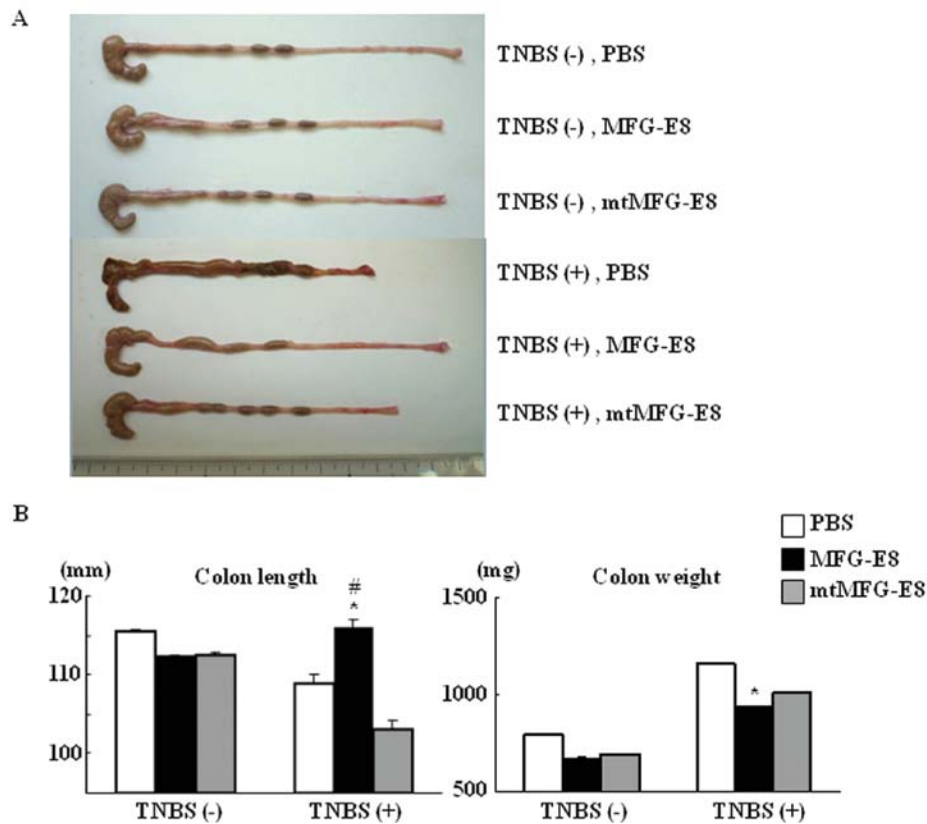 A
TNBS (-) , PBS
TNBS (-) , MFG-E8
TNBS (-) , mtMFG-E8
TNBS (+) , PBS
TNBS (+) , MFG-E8
TNBS (+) , mtMFG-E8
B
PBS
MFG-E8
mtMFG-E8
(mm)
Colon length
120
110
100
#
*
TNBS (-)
TNBS (+)
(mg)
Colon weight
1500
1000
500
*
TNBS (-)
TNBS (+)